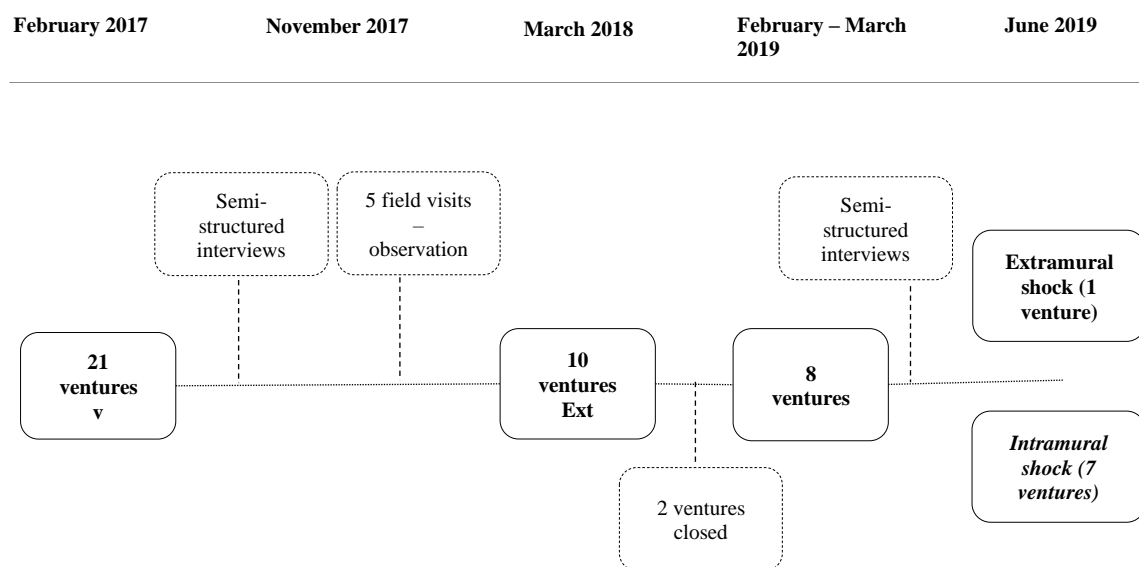 February 2017
November 2017
March 2018
February – March
2019
June 2019
Semi-
structured
interviews
5 field visits
–
observation
Semi-
structured
interviews
Extramural
shock (1
venture)
21
ventures
v
10
ventures
Ext
8
ventures
Intramural
shock (7
ventures)
2 ventures
closed